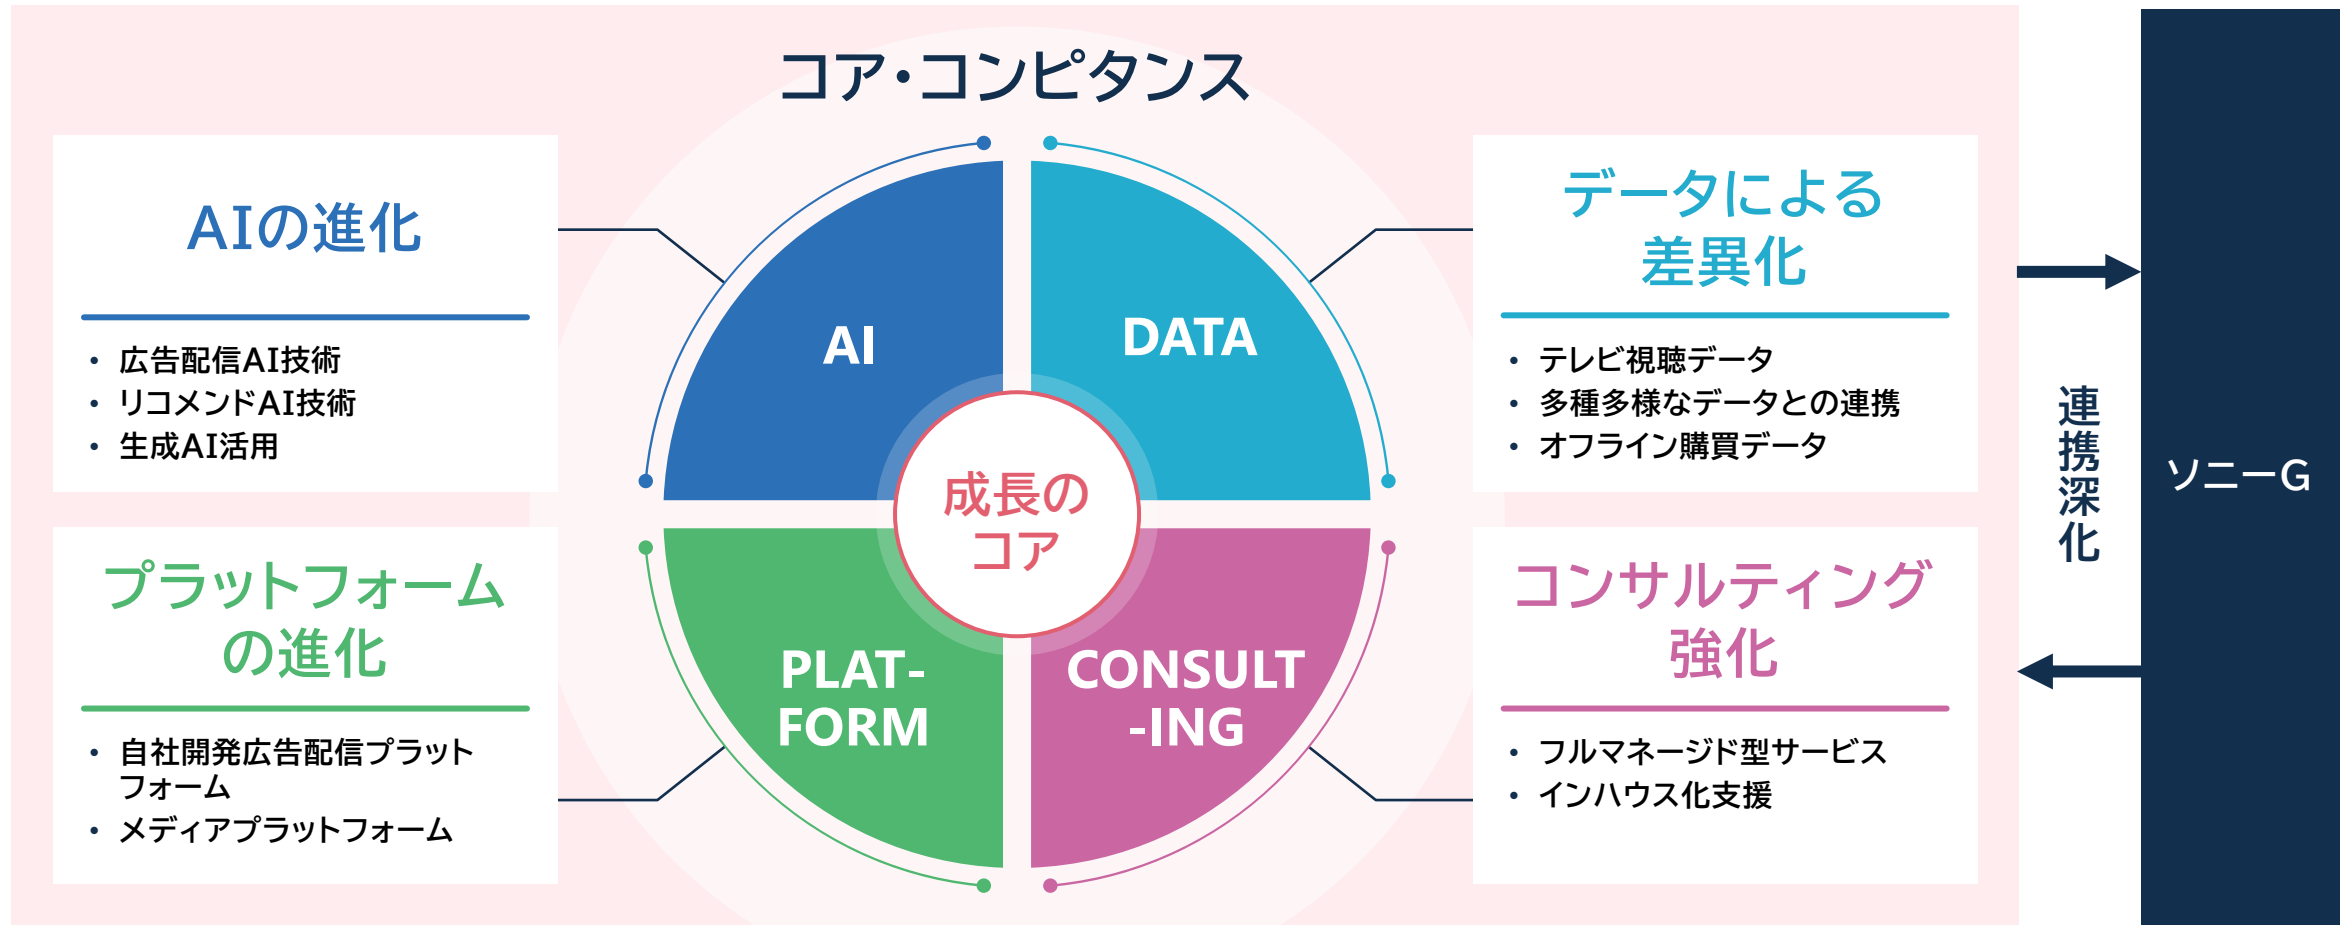 コア・コンピタンス
AIの進化
・ 広告配信AI技術
・ リコメンドAI技術
・ 生成AI活用
プラットフォーム
の進化
・ 自社開発広告配信プラット
フォーム
・ メディアプラットフォーム
AI
DATA
成長の
コア
PLAT-
FORM
CONSULT
-ING
データによる
差異化
・ テレビ視聴データ
・ 多種多様なデータとの連携
・ オフライン購買データ
コンサルティング
強化
・ フルマネージド型サービス
・ インハウス化支援
連携深化
ソニーG